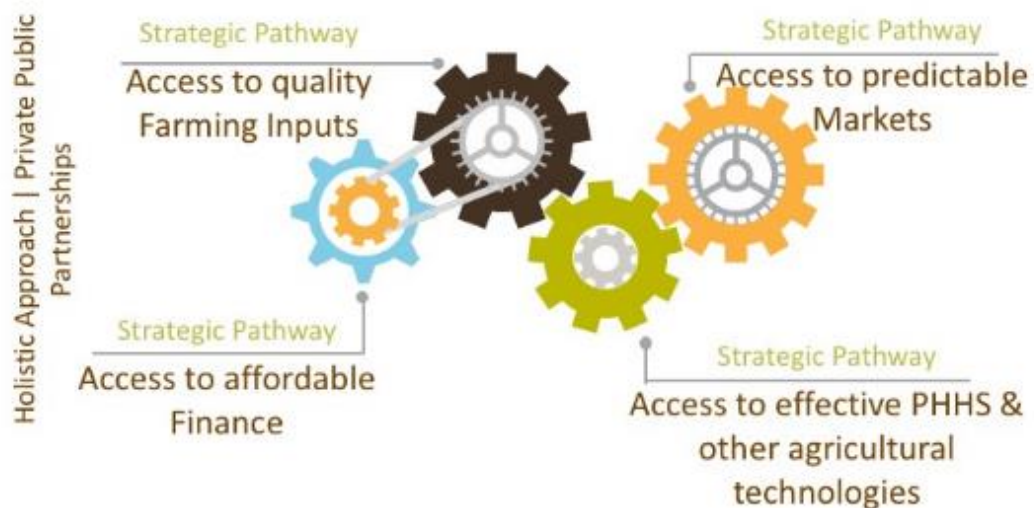 Holistic Approach | Private Public
Partnerships
Strategic Pathway
Access to quality
Farming Inputs
Strategic Pathway
Access to predictable
Markets
Strategic Pathway
Access to affordable
Finance
Strategic Pathway
Access to effective PHHS &
other agricultural
technologies